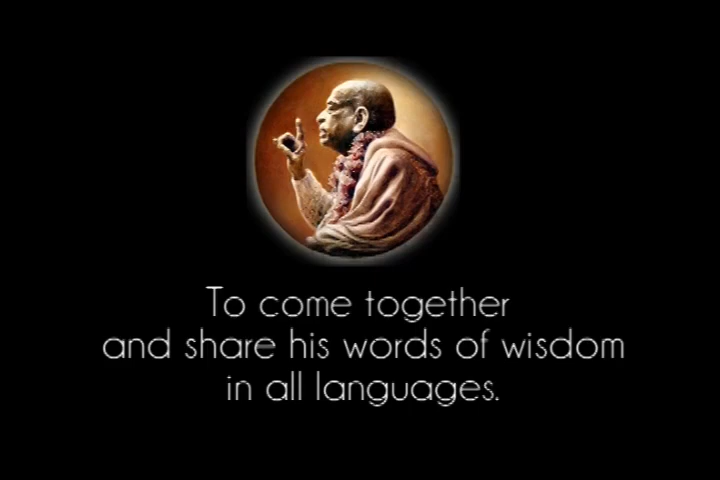 To come together
and share his words of wisdom
in all languages.